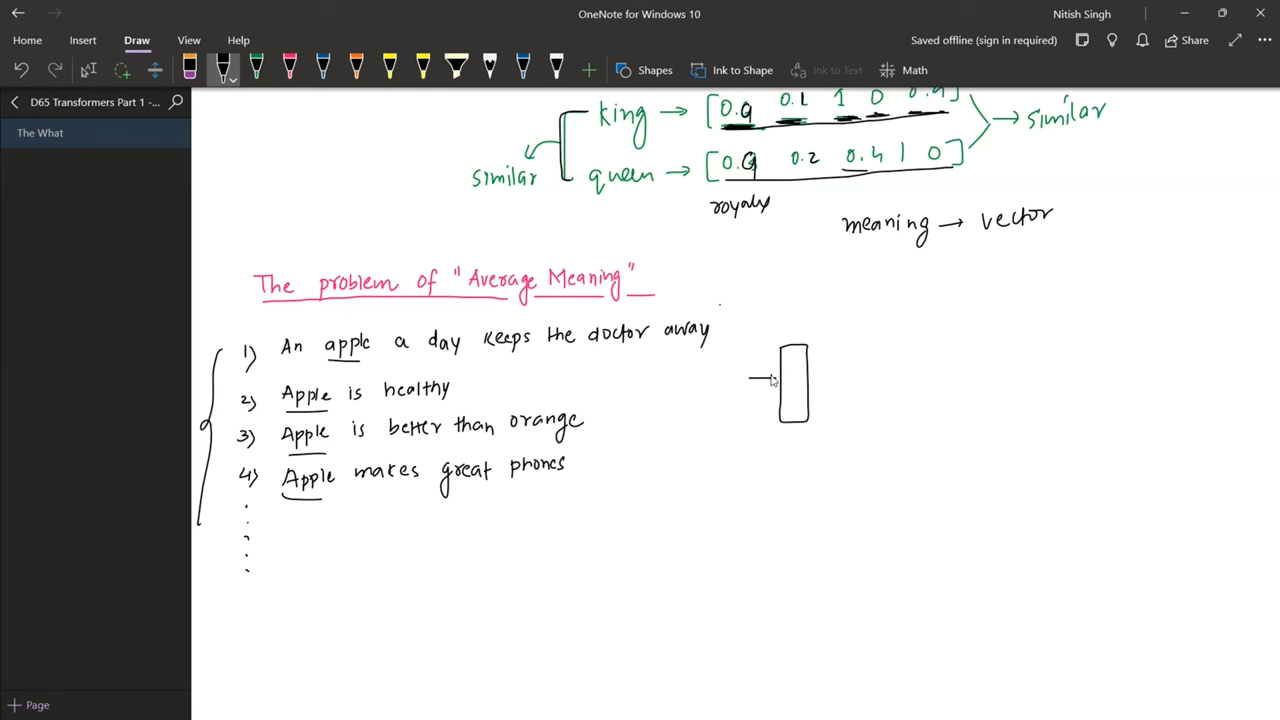 OneNote for Windows 10
Nitish Singh
Home Insert Draw View Help
Saved offline (sign in required)
Share
Shapes
Ink to Shape
Ink to Text
Math
D65 Transformers Part 1 -...
The What
king → [0.9 0.1 1 0 0.4] → similar
similar
queen → [0.9 0.2 0.4 1 0]
royalty
meaning → vector
The problem of "Average Meaning"
1) An apple a day keeps the doctor away
2) Apple is healthy
3) Apple is better than orange
4) Apple makes great phones
Page